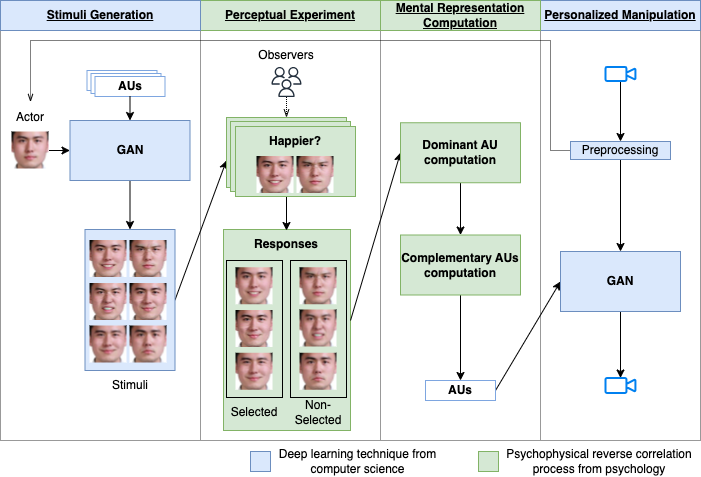 Stimuli Generation
Perceptual Experiment
Mental Representation
Computation
Personalized Manipulation
AUs
Actor
GAN
Stimuli
Observers
Happier?
Responses
Selected
Non-
Selected
Dominant AU
computation
Complementary AUs
computation
AUs
Preprocessing
GAN
Deep learning technique from
computer science
Psychophysical reverse correlation
process from psychology